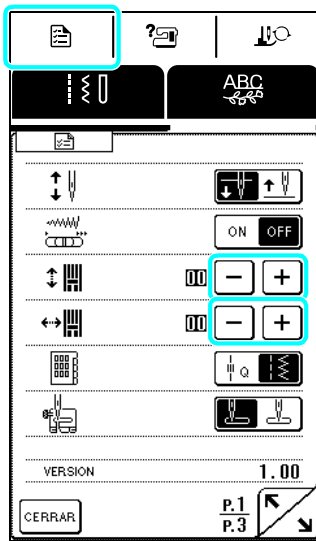 ?
ABC
ON OFF
00 - +
00 - +
Q
VERSION 1.00
CERRAR P.1
P.3